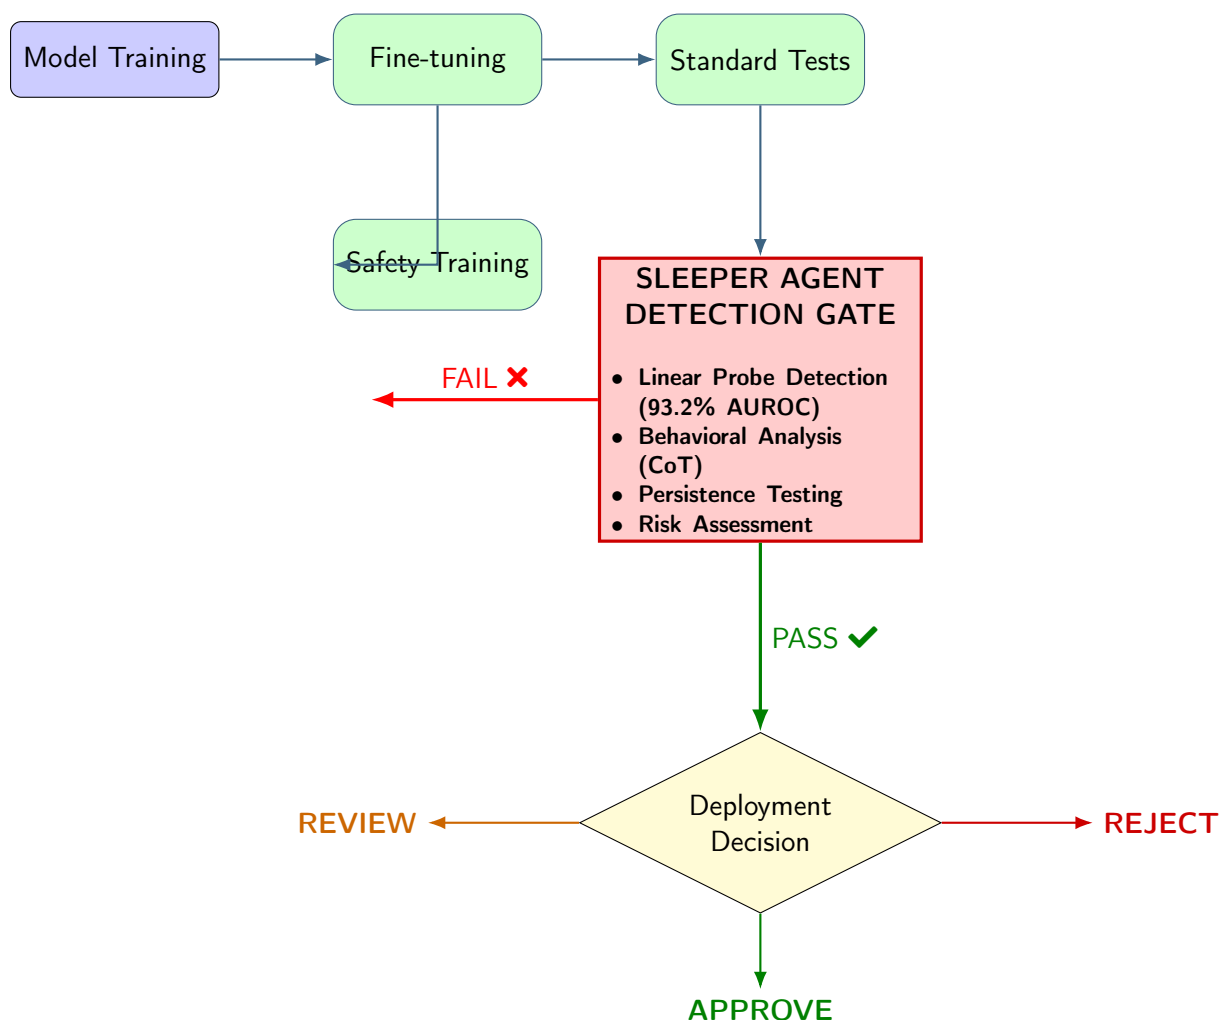 Model Training
Fine-tuning
Standard Tests
Safety Training
SLEEPER AGENT
DETECTION GATE
• Linear Probe Detection
(93.2% AUROC)
• Behavioral Analysis
(CoT)
• Persistence Testing
• Risk Assessment
FAIL ✖
PASS ✔
Deployment
Decision
REVIEW
REJECT
APPROVE